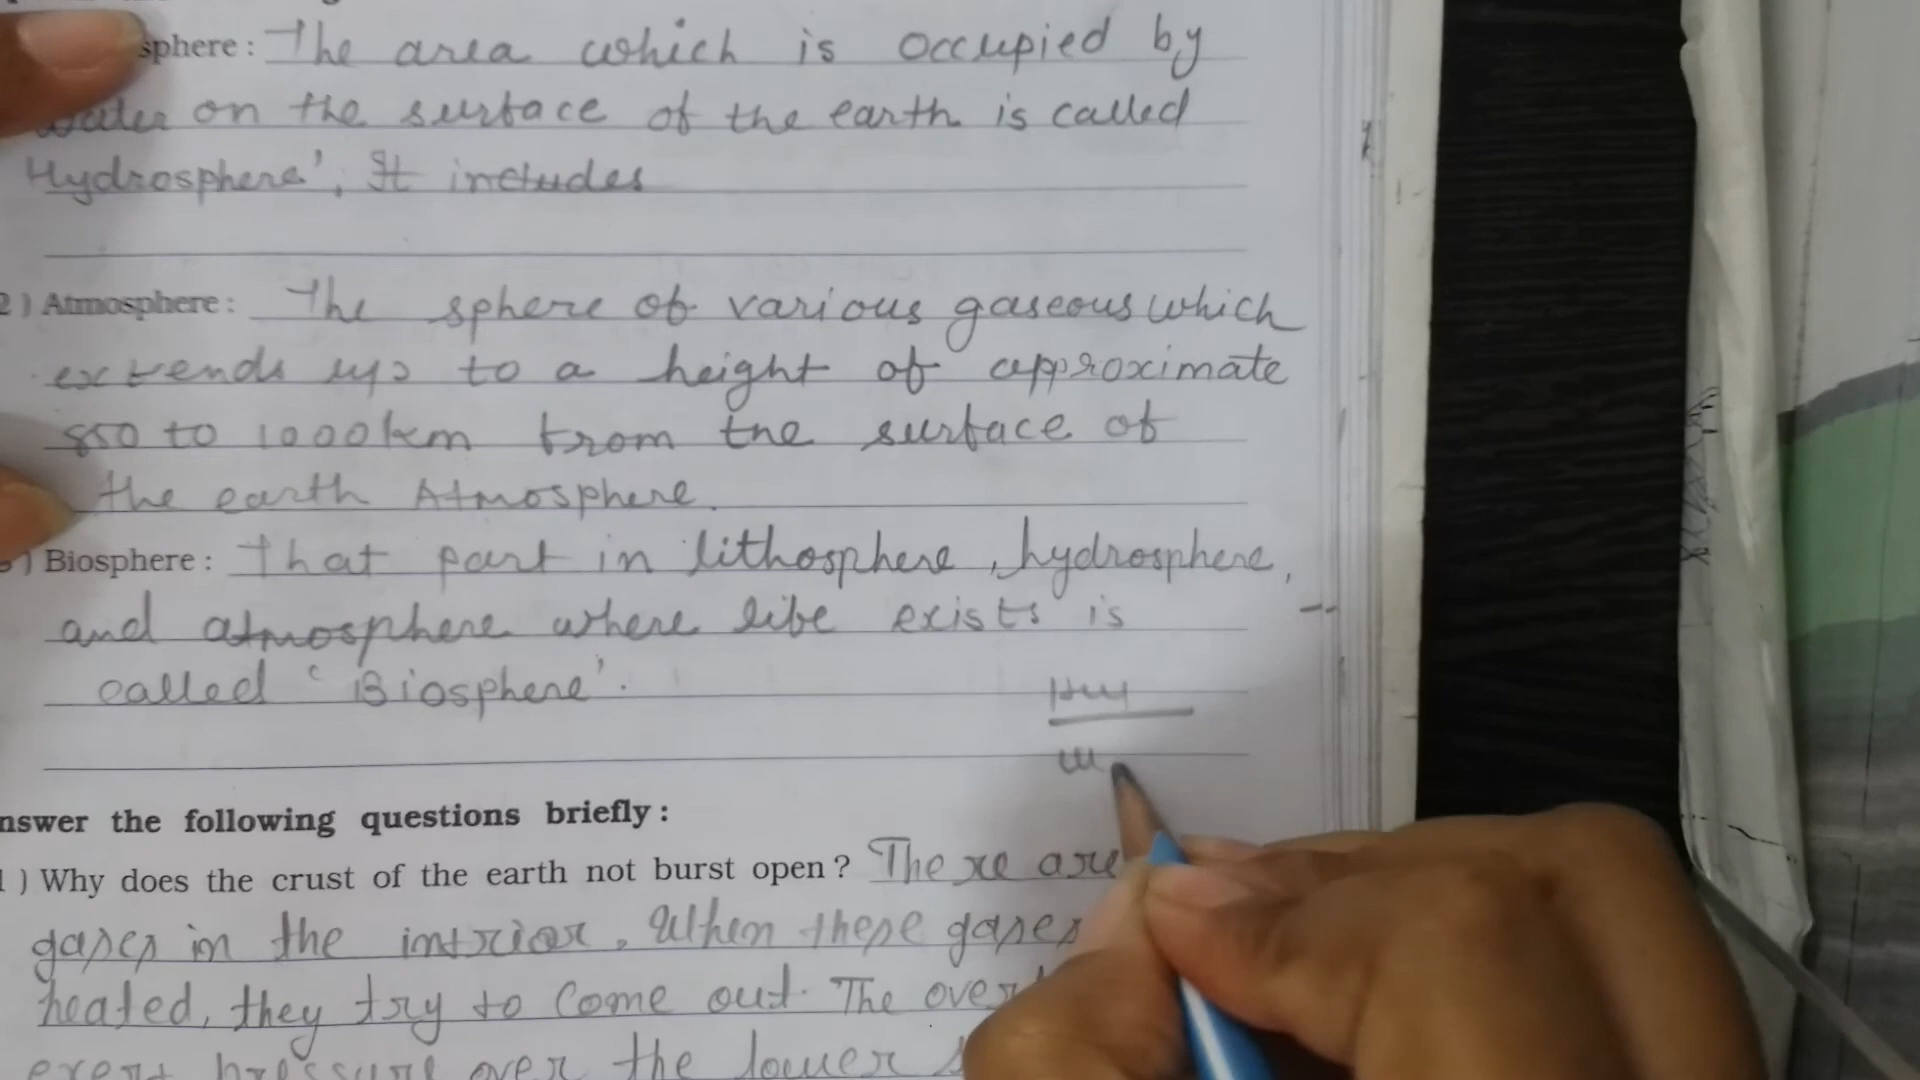 sphere : The area which is occupied by
water on the surface of the earth is called
Hydrosphere'. It includes
2 ) Atmosphere : The sphere of various gaseous which
extends up to a height of approximate
850 to 1000 km from the surface of
the earth Atmosphere.
) Biosphere : That part in lithosphere, hydrosphere,
and atmosphere where life exists is
called 'Biosphere'.
nswer the following questions briefly :
1 ) Why does the crust of the earth not burst open ? There are
gases in the intrior. When these gases
heated, they try to come out. The over
exert pressure over the lower s